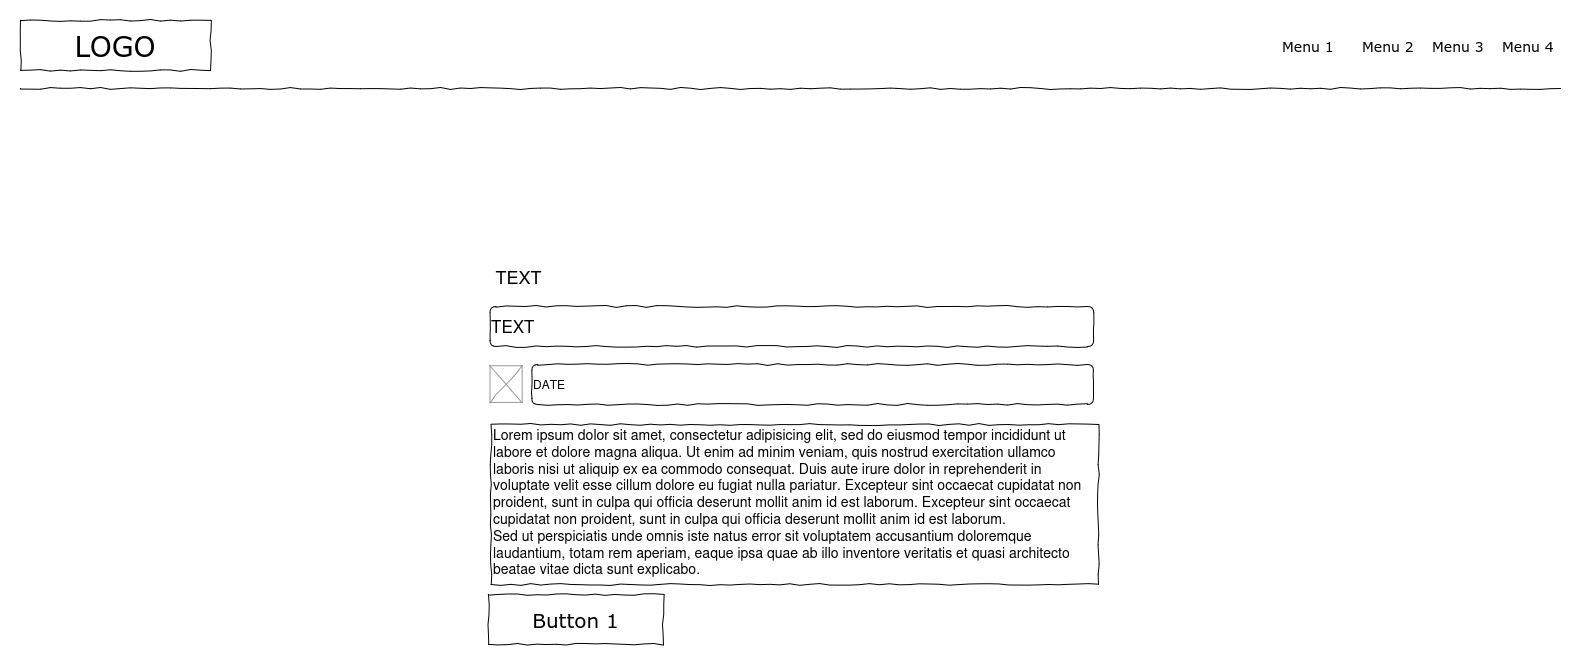 LOGO
Menu 1 Menu 2 Menu 3 Menu 4
TEXT
TEXT
DATE
Lorem ipsum dolor sit amet, consectetur adipisicing elit, sed do eiusmod tempor incididunt ut
labore et dolore magna aliqua. Ut enim ad minim veniam, quis nostrud exercitation ullamco
laboris nisi ut aliquip ex ea commodo consequat. Duis aute irure dolor in reprehenderit in
voluptate velit esse cillum dolore eu fugiat nulla pariatur. Excepteur sint occaecat cupidatat non
proident, sunt in culpa qui officia deserunt mollit anim id est laborum. Excepteur sint occaecat
cupidatat non proident, sunt in culpa qui officia deserunt mollit anim id est laborum.
Sed ut perspiciatis unde omnis iste natus error sit voluptatem accusantium doloremque
laudantium, totam rem aperiam, eaque ipsa quae ab illo inventore veritatis et quasi architecto
beatae vitae dicta sunt explicabo.
Button 1